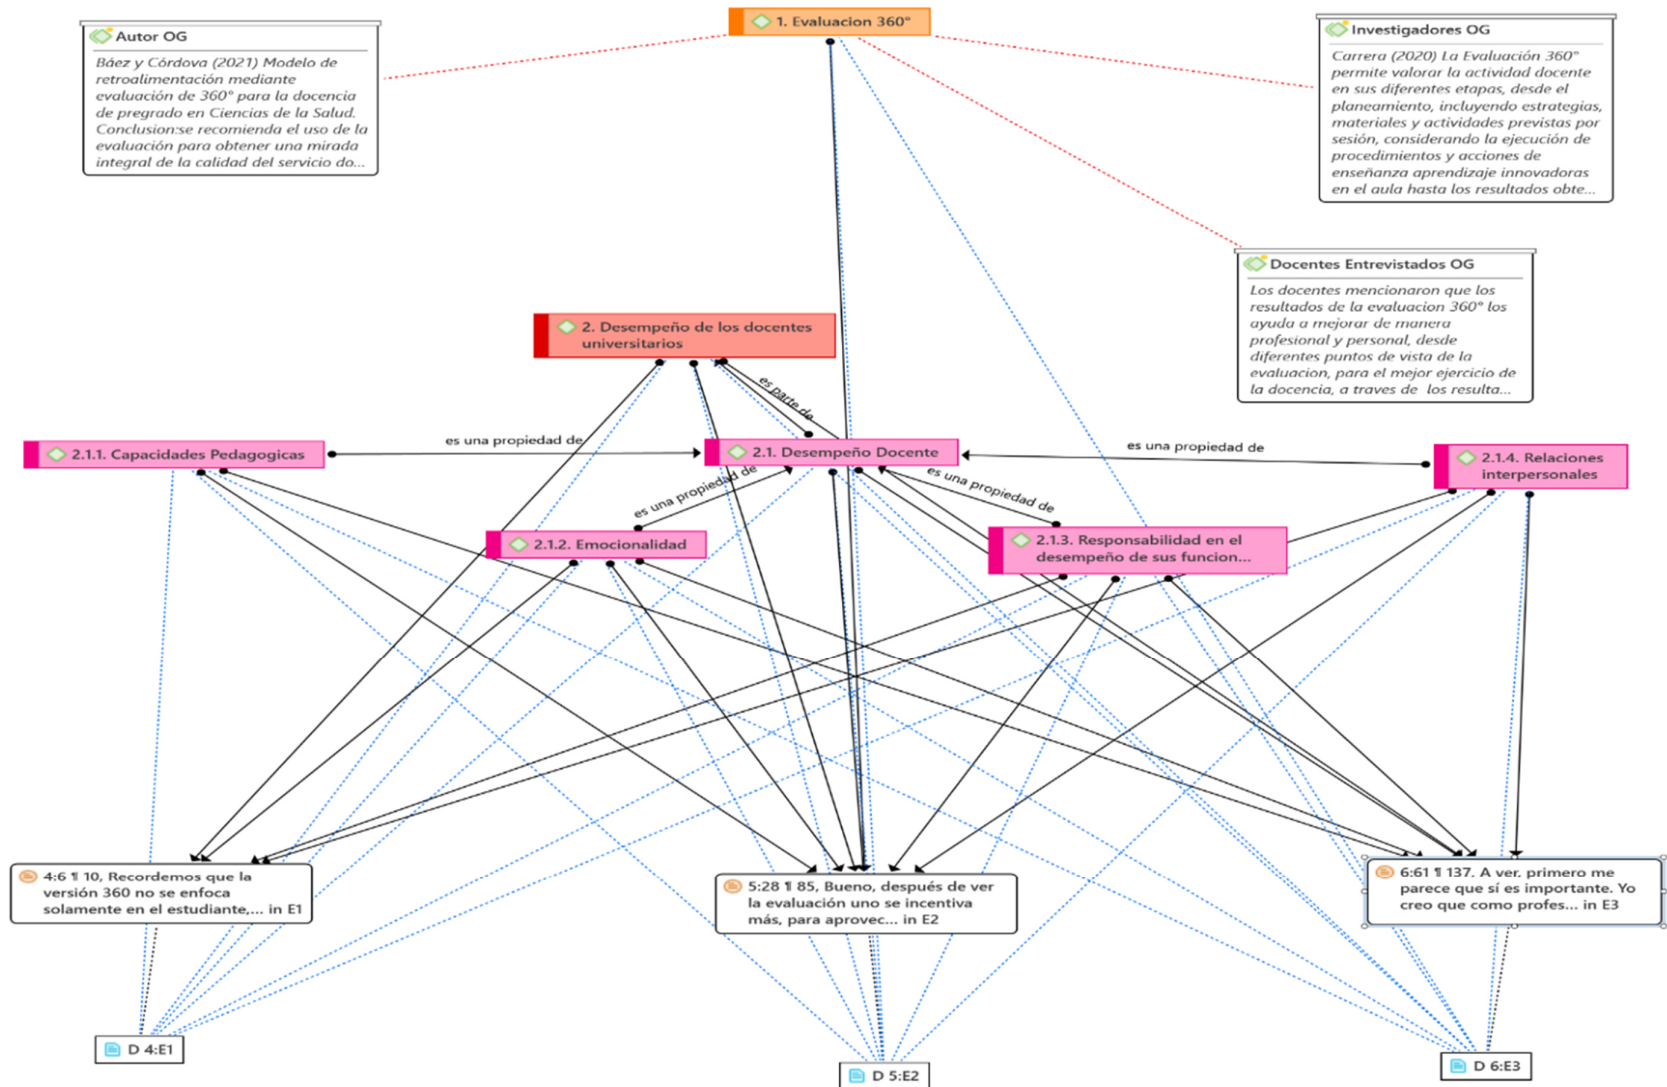 1. Evaluacion 360°
Autor OG
Báez y Córdova (2021) Modelo de
retroalimentación mediante
evaluación de 360° para la docencia
de pregrado en Ciencias de la Salud.
Conclusion:se recomienda el uso de la
evaluación para obtener una mirada
integral de la calidad del servicio do...
Investigadores OG
Carrera (2020) La Evaluación 360°
permite valorar la actividad docente
en sus diferentes etapas, desde el
planeamiento, incluyendo estrategias,
materiales y actividades previstas por
sesión, considerando la ejecución de
procedimientos y acciones de
enseñanza aprendizaje innovadoras
en el aula hasta los resultados obte...
Docentes Entrevistados OG
Los docentes mencionaron que los
resultados de la evaluacion 360° los
ayuda a mejorar de manera
profesional y personal, desde
diferentes puntos de vista de la
evaluacion, para el mejor ejercicio de
la docencia, a traves de los resulta...
2. Desempeño de los docentes
universitarios
es parte de
2.1.1. Capacidades Pedagogicas
es una propiedad de
2.1. Desempeño Docente
es una propiedad de
2.1.4. Relaciones
interpersonales
es una propiedad de
es una propiedad de
2.1.2. Emocionalidad
2.1.3. Responsabilidad en el
desempeño de sus funcion...
4:6 ¶ 10, Recordemos que la
versión 360 no se enfoca
solamente en el estudiante,... in E1
5:28 ¶ 85, Bueno, después de ver
la evaluación uno se incentiva
más, para aprovec... in E2
6:61 ¶ 137. A ver. primero me
parece que sí es importante. Yo
creo que como profes... in E3
D 4:E1
D 5:E2
D 6:E3